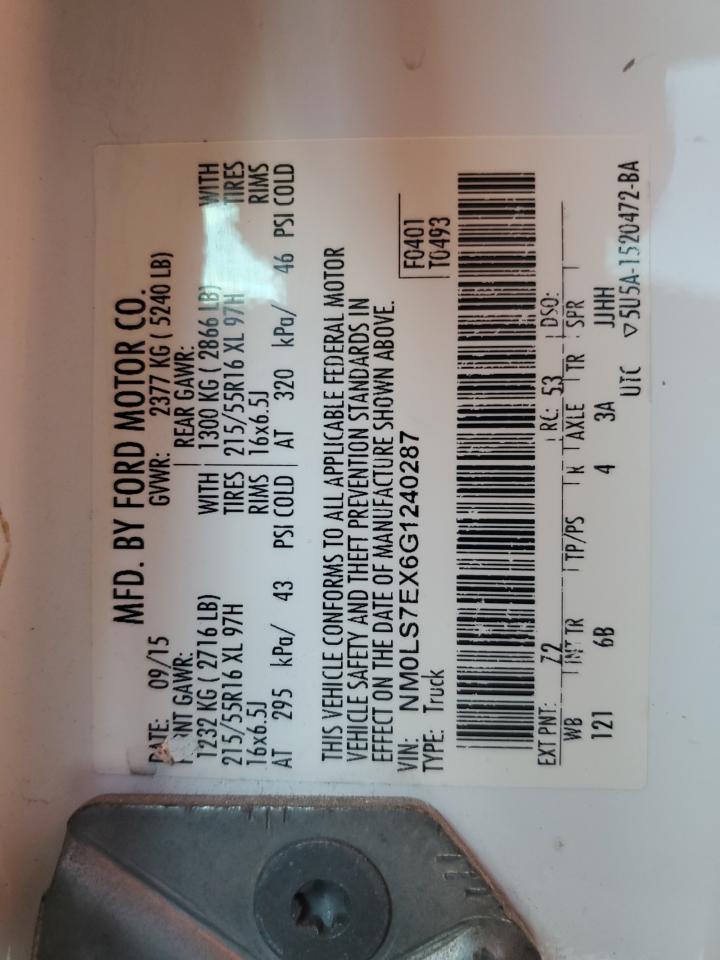 MFD. BY FORD MOTOR CO.
DATE: 09/15 GVWR: 2377 KG ( 5240 LB)
FRONT GAWR: REAR GAWR:
1232 KG ( 2716 LB) WITH 1300 KG ( 2866 LB) WITH
215/55R16 XL 97H TIRES 215/55R16 XL 97H TIRES
16x6.5J RIMS 16x6.5J RIMS
AT 295 kPa/ 43 PSI COLD AT 320 kPa/ 46 PSI COLD
THIS VEHICLE CONFORMS TO ALL APPLICABLE FEDERAL MOTOR
VEHICLE SAFETY AND THEFT PREVENTION STANDARDS IN
EFFECT ON THE DATE OF MANUFACTURE SHOWN ABOVE.
VIN: NM0LS7EX6G1240287 F0401
TYPE: Truck T0493
EXT PNT: Z2 RC: 53 DSO:
WB INT TR TP/PS R AXLE TR SPR
121 6B 4 3A JJHH
UTC ▽5U5A-1520472-BA